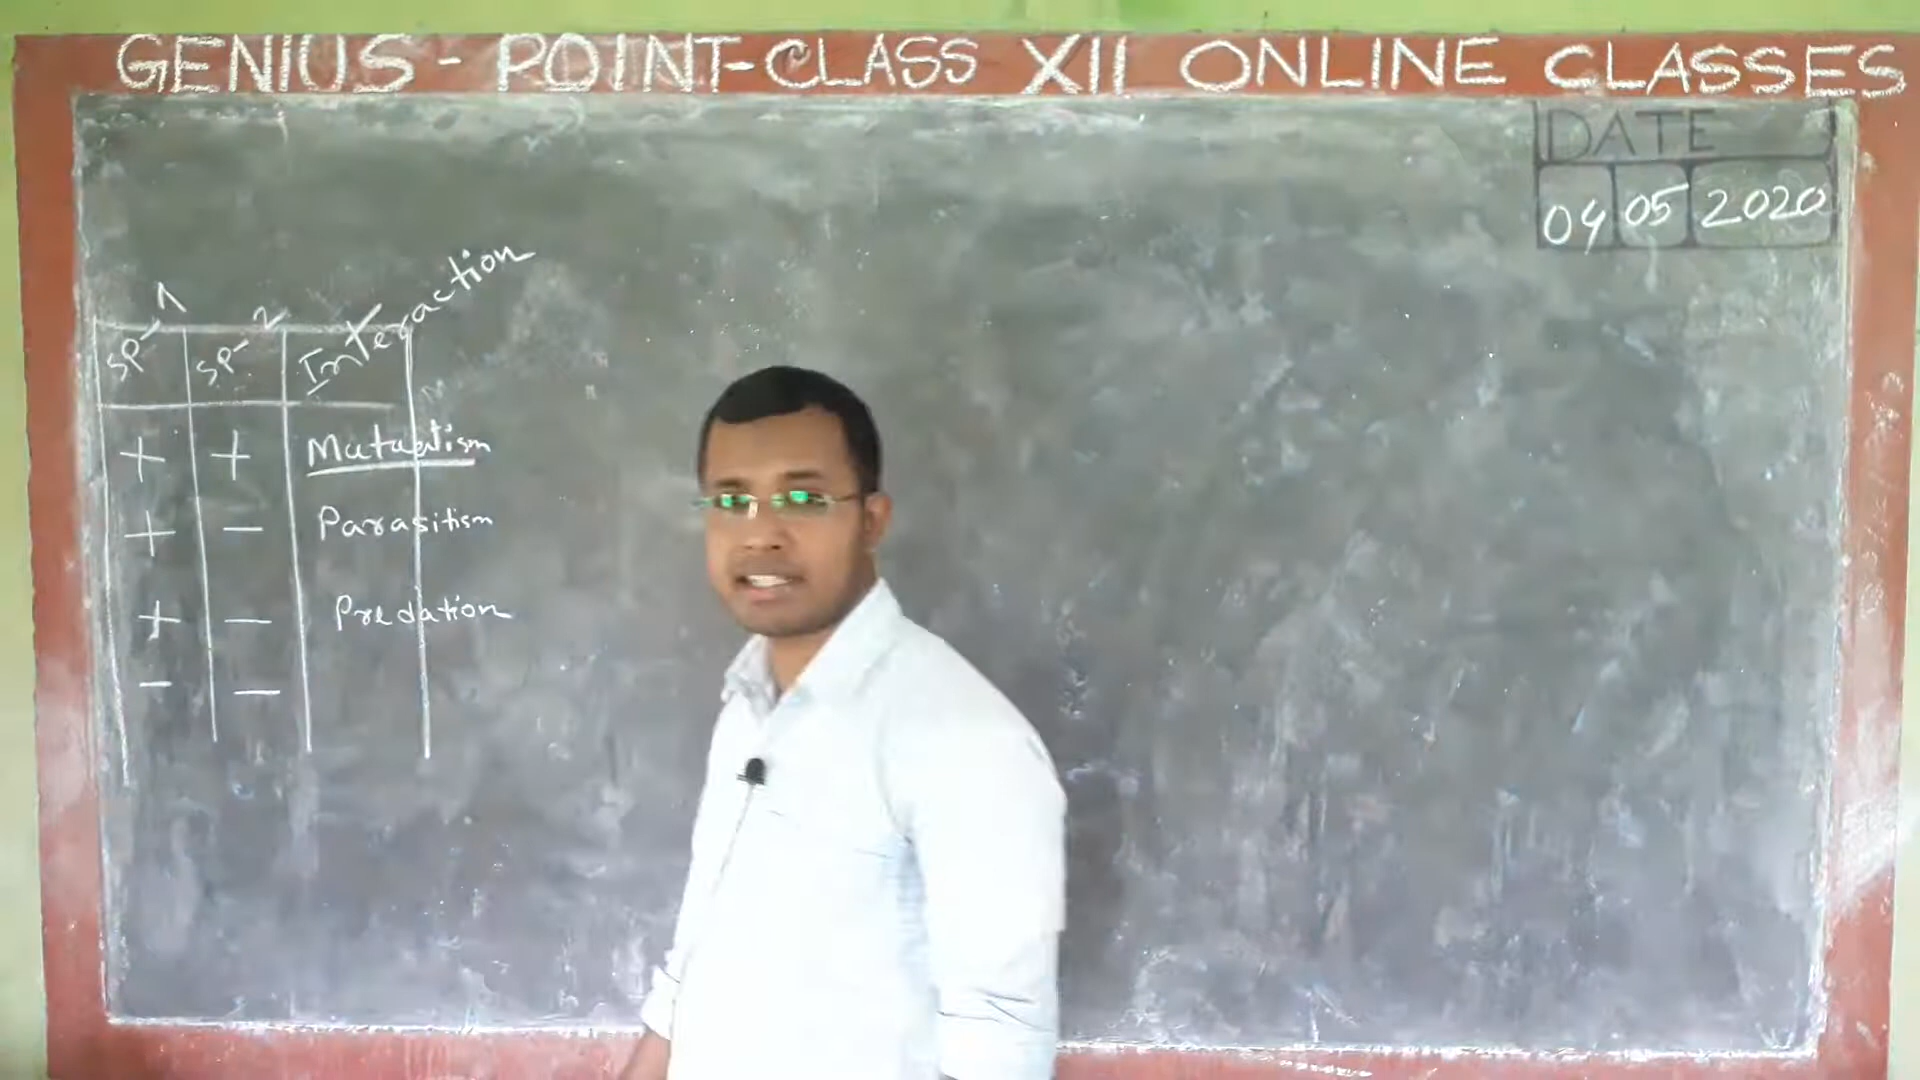 GENIUS - POINT-CLASS XII ONLINE CLASSES
DATE
04 05 2020
SP-1 SP-2 Interaction
+ + Mutualism
+ - Parasitism
+ - Predation
- -